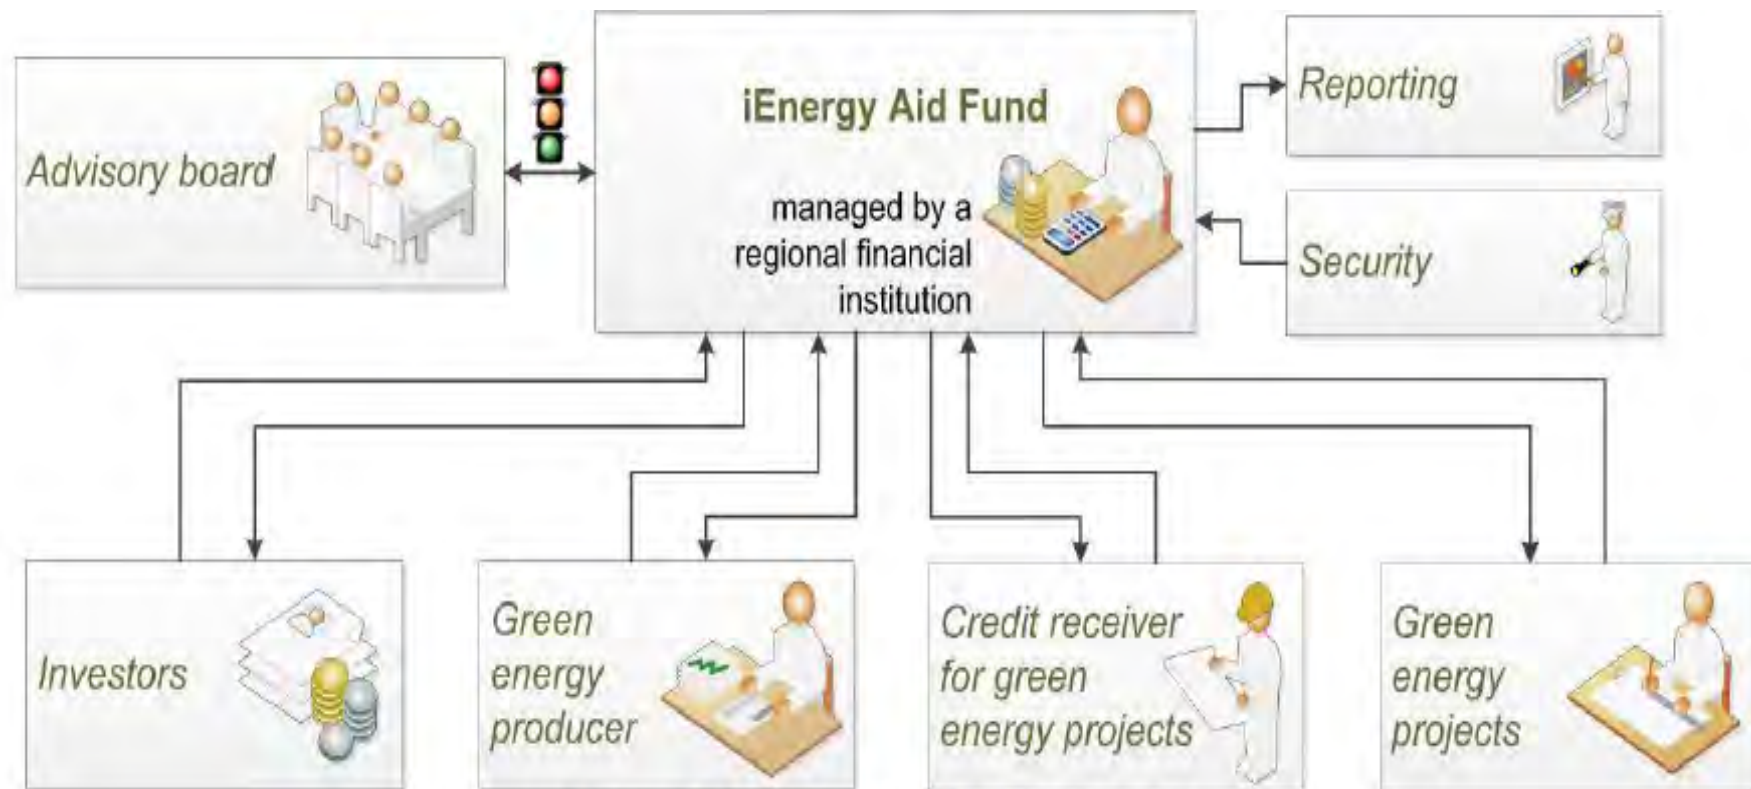 Advisory board
iEnergy Aid Fund
managed by a
regional financial
institution
Reporting
Security
Investors
Green
energy
producer
Credit receiver
for green
energy projects
Green
energy
projects